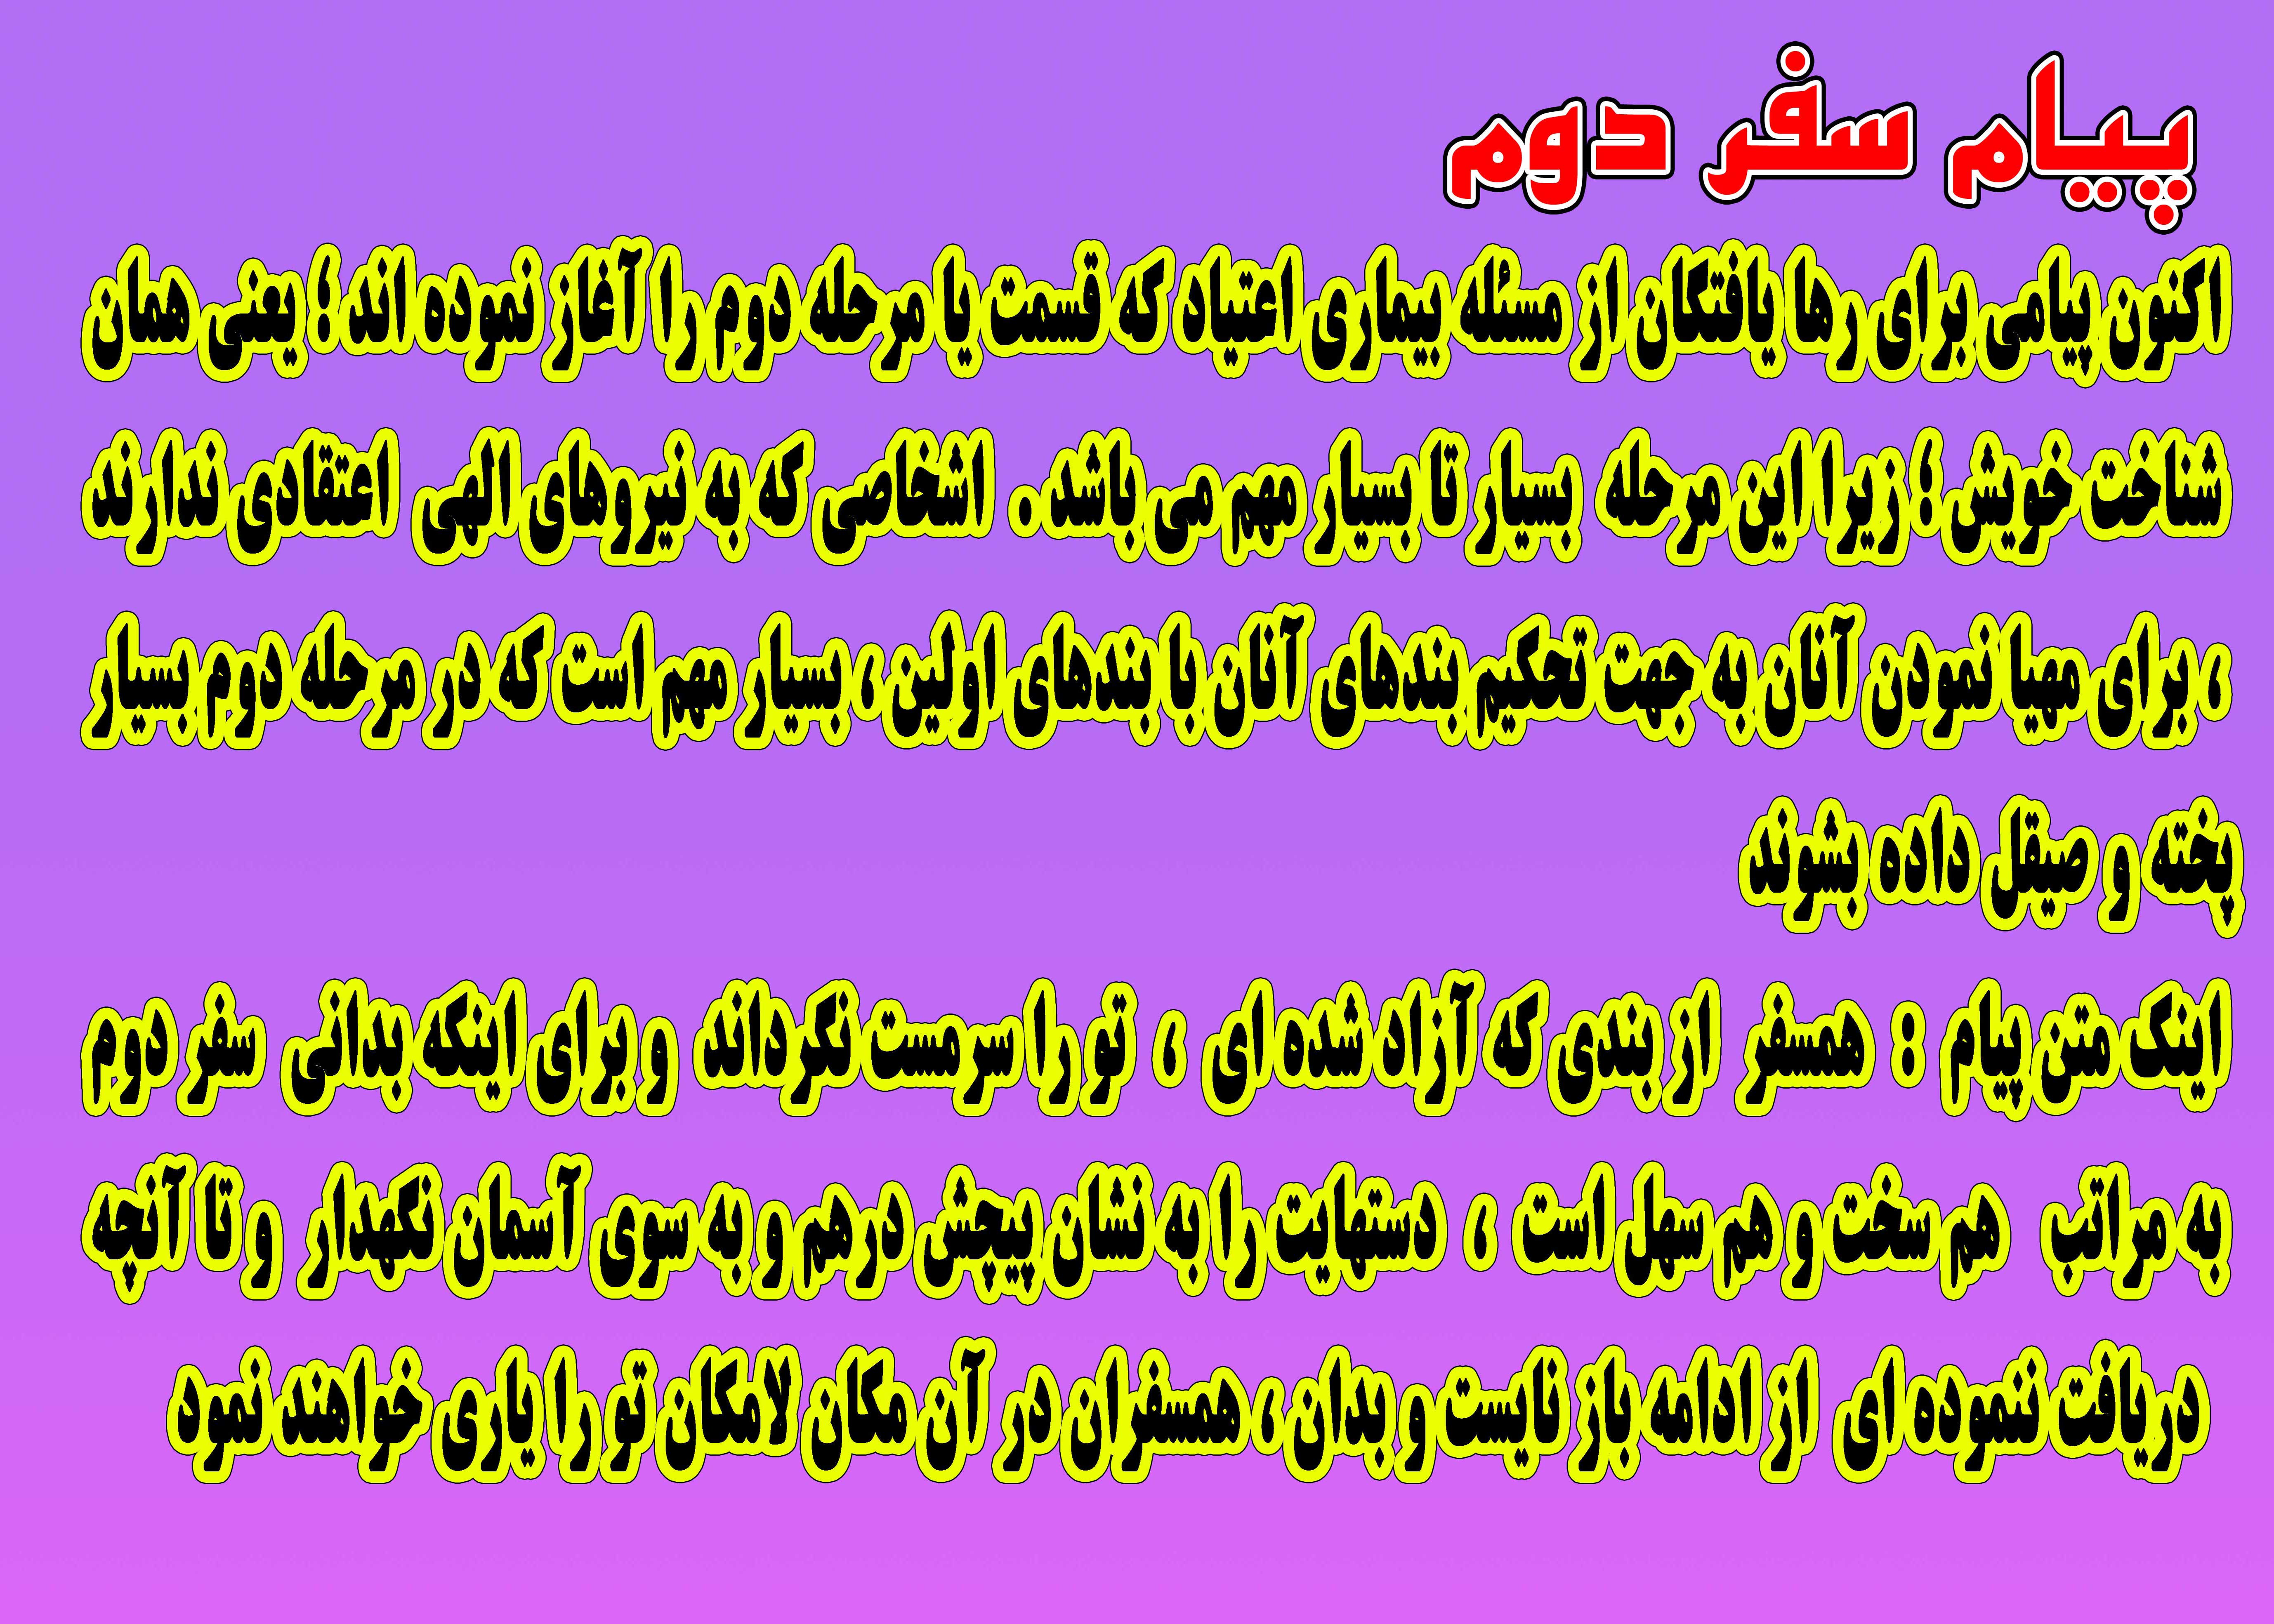 پیام سفر دوم
اکنون پیامی برای رها یافتگان از مسئله بیماری اعتیاد که قسمت یا مرحله دوم را آغاز نموده اند ؛ یعنی همان
شناخت خویش ؛ زیرا این مرحله بسیار تا بسیار مهم می باشد . اشخاصی که به نیروهای الهی اعتقادی ندارند
، برای مهیا نمودن آنان به جهت تحکیم بندهای آنان با بندهای اولین ، بسیار مهم است که در مرحله دوم بسیار
پخته و صیقل داده بشوند
اینک متن پیام : همسفر از بندی که آزاد شده ای ، تو را سرمست نکرداند و برای اینکه بدانی سفر دوم
به مراتب هم سخت و هم سهل است ، دستهایت را به نشان پیچش درهم و به سوی آسمان نکهدار و تا آنچه
دریافت ننموده ای از ادامه باز نایست و بدان ، همسفران در آن مکان لامکان تو را یاری خواهند نمود